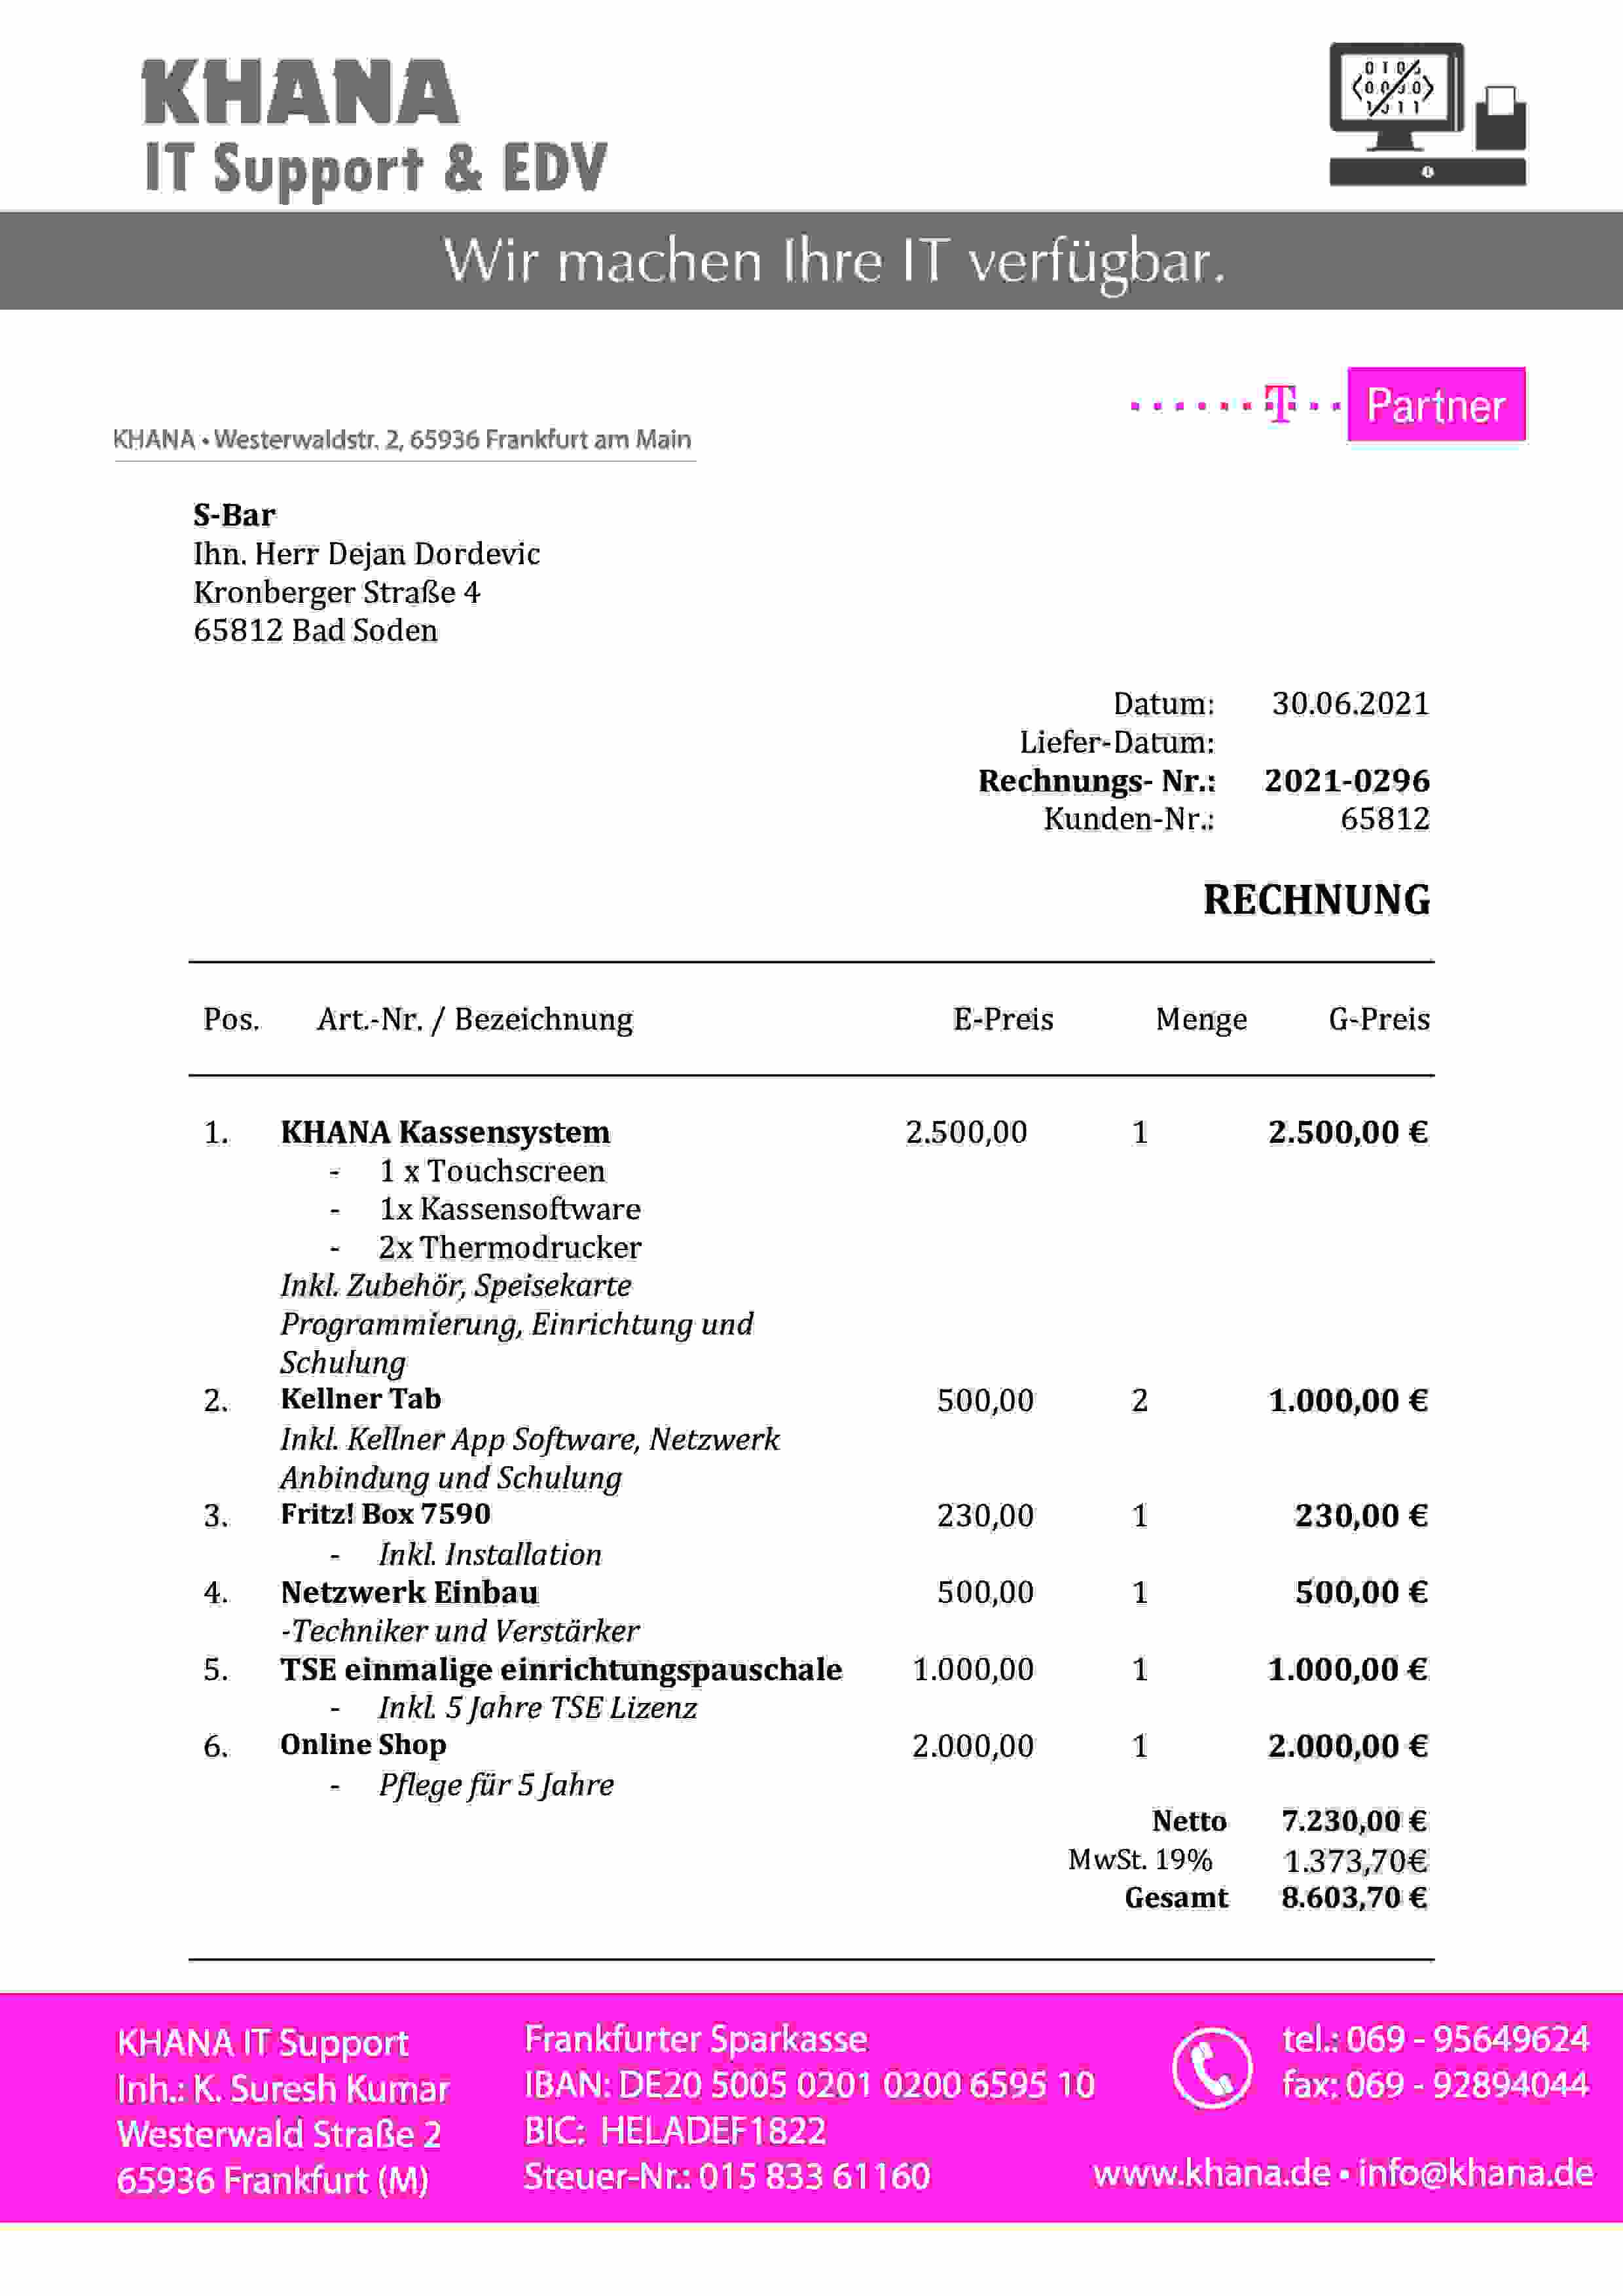 KHANA
IT Support & EDV
Wir machen Ihre IT verfügbar.
T Partner
KHANA • Westerwaldstr. 2, 65936 Frankfurt am Main
S-Bar
Ihn. Herr Dejan Dordevic
Kronberger Straße 4
65812 Bad Soden
Datum: 30.06.2021
Liefer-Datum:
Rechnungs- Nr.: 2021-0296
Kunden-Nr.: 65812
RECHNUNG
Pos. Art.-Nr. / Bezeichnung E-Preis Menge G-Preis
1. KHANA Kassensystem 2.500,00 1 2.500,00 €
- 1 x Touchscreen
- 1x Kassensoftware
- 2x Thermodrucker
Inkl. Zubehör, Speisekarte
Programmierung, Einrichtung und
Schulung
2. Kellner Tab 500,00 2 1.000,00 €
Inkl. Kellner App Software, Netzwerk
Anbindung und Schulung
3. Fritz! Box 7590 230,00 1 230,00 €
- Inkl. Installation
4. Netzwerk Einbau 500,00 1 500,00 €
-Techniker und Verstärker
5. TSE einmalige einrichtungspauschale 1.000,00 1 1.000,00 €
- Inkl. 5 Jahre TSE Lizenz
6. Online Shop 2.000,00 1 2.000,00 €
- Pflege für 5 Jahre
Netto 7.230,00 €
MwSt. 19% 1.373,70€
Gesamt 8.603,70 €
KHANA IT Support
Inh.: K. Suresh Kumar
Westerwald Straße 2
65936 Frankfurt (M)
Frankfurter Sparkasse
IBAN: DE20 5005 0201 0200 6595 10
BIC: HELADEF1822
Steuer-Nr.: 015 833 61160
tel.: 069 - 95649624
fax: 069 - 92894044
www.khana.de • info@khana.de